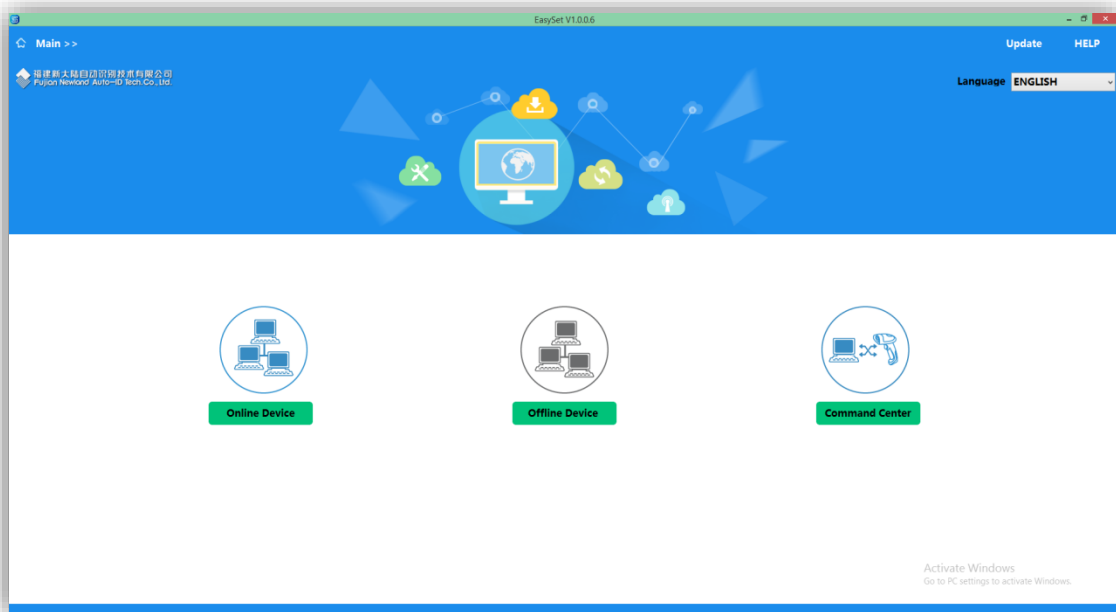 EasySet V1.0.0.6
Main >>
Update
HELP
福建新大陆自动识别技术有限公司
Fujian Newland Auto-ID Tech Co., Ltd.
Language
ENGLISH
Online Device
Offline Device
Command Center
Activate Windows
Go to PC settings to activate Windows.